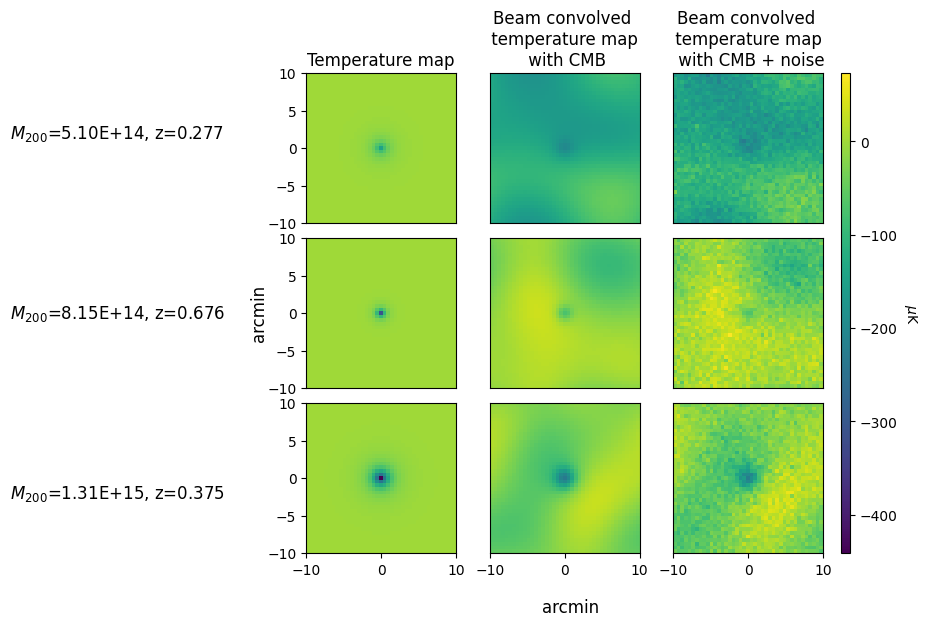 Temperature map
Beam convolved
temperature map
with CMB
Beam convolved
temperature map
with CMB + noise
M200=5.10E+14, z=0.277
10
5
0
−5
−10
M200=8.15E+14, z=0.676
arcmin
10
5
0
−5
−10
M200=1.31E+15, z=0.375
10
5
0
−5
−10
−10 0 10
−10 0 10
−10 0 10
arcmin
0
−100
−200
−300
−400
μK